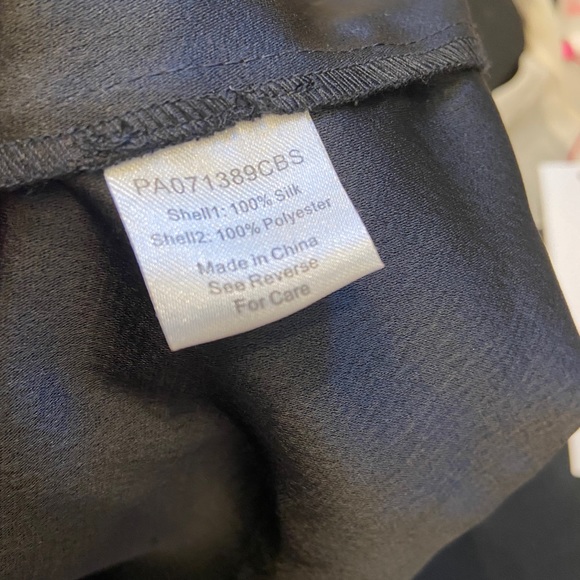 PA071389CBS
Shell1: 100% Silk
Shell2: 100% Polyester
Made in China
See Reverse
For Care